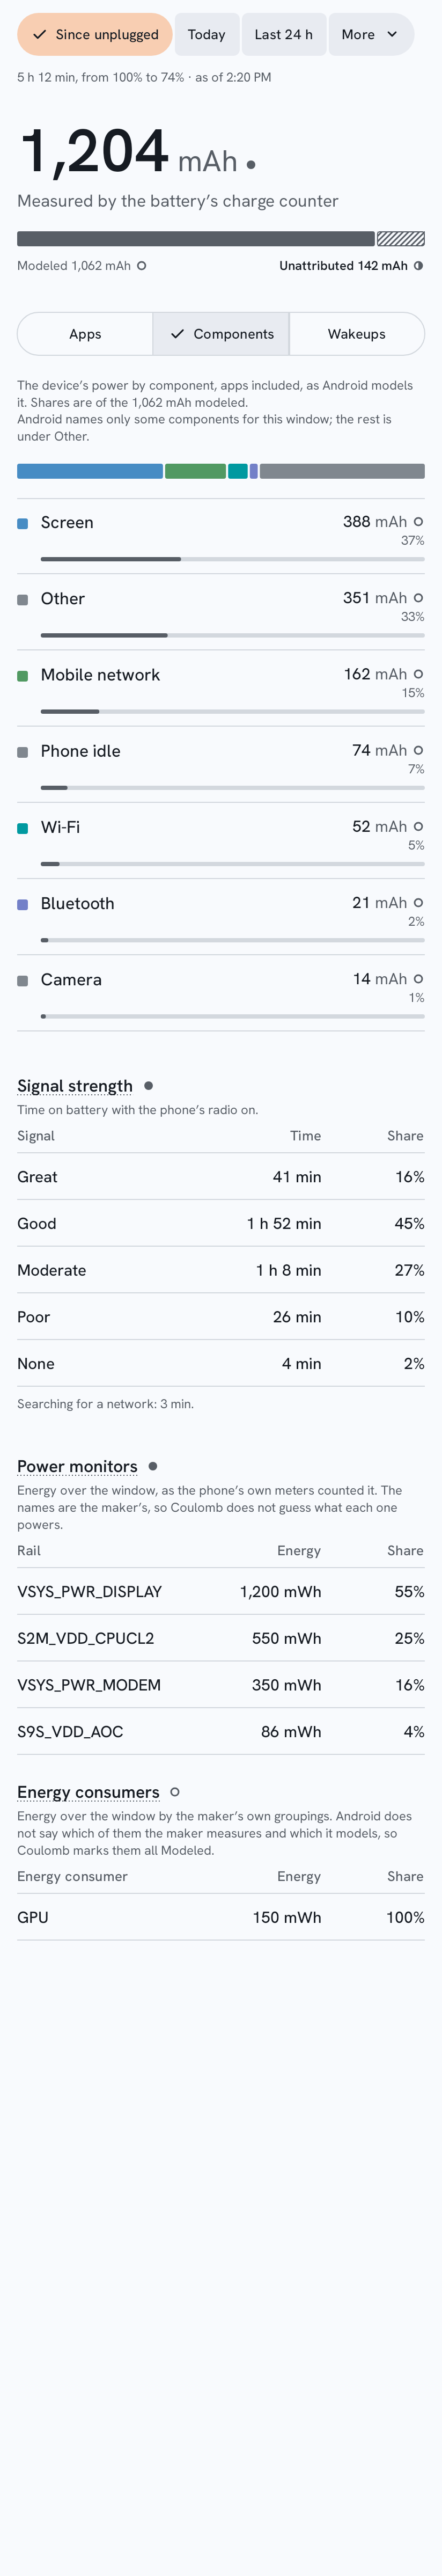 Since unplugged
Today
Last 24 h
More
5 h 12 min, from 100% to 74% · as of 2:20 PM
1,204 mAh
Measured by the battery’s charge counter
Modeled 1,062 mAh
Unattributed 142 mAh
Apps
Components
Wakeups
The device’s power by component, apps included, as Android models
it. Shares are of the 1,062 mAh modeled.
Android names only some components for this window; the rest is
under Other.
Screen
388 mAh
37%
Other
351 mAh
33%
Mobile network
162 mAh
15%
Phone idle
74 mAh
7%
Wi-Fi
52 mAh
5%
Bluetooth
21 mAh
2%
Camera
14 mAh
1%
Signal strength
Time on battery with the phone’s radio on.
Signal Time Share
Great 41 min 16%
Good 1 h 52 min 45%
Moderate 1 h 8 min 27%
Poor 26 min 10%
None 4 min 2%
Searching for a network: 3 min.
Power monitors
Energy over the window, as the phone’s own meters counted it. The
names are the maker’s, so Coulomb does not guess what each one
powers.
Rail Energy Share
VSYS_PWR_DISPLAY 1,200 mWh 55%
S2M_VDD_CPUCL2 550 mWh 25%
VSYS_PWR_MODEM 350 mWh 16%
S9S_VDD_AOC 86 mWh 4%
Energy consumers
Energy over the window by the maker’s own groupings. Android does
not say which of them the maker measures and which it models, so
Coulomb marks them all Modeled.
Energy consumer Energy Share
GPU 150 mWh 100%